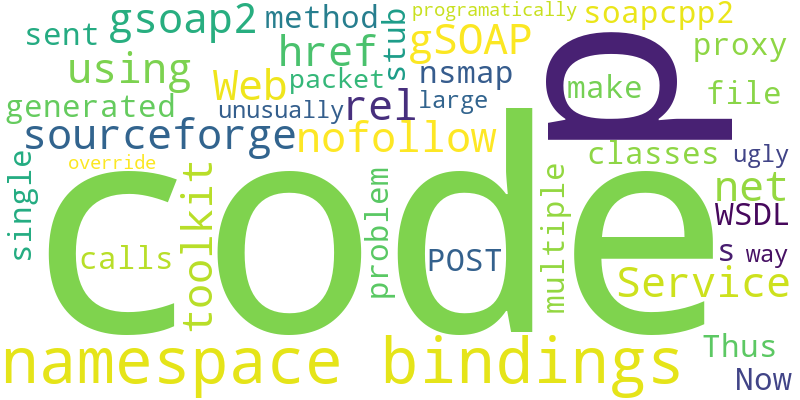 programatically
sent
gsoap2
method
stub
soapcpp2
href
gSOAP
proxy
using
Web
packet
nsmap
make
file
generated
unusually
rel
large
p
sourceforge
nofollow
classes
ugly
override
single
code
toolkit
problem
multiple
net
WSDL
calls
POST
s
way
Service
namespace bindings
Thus
Now